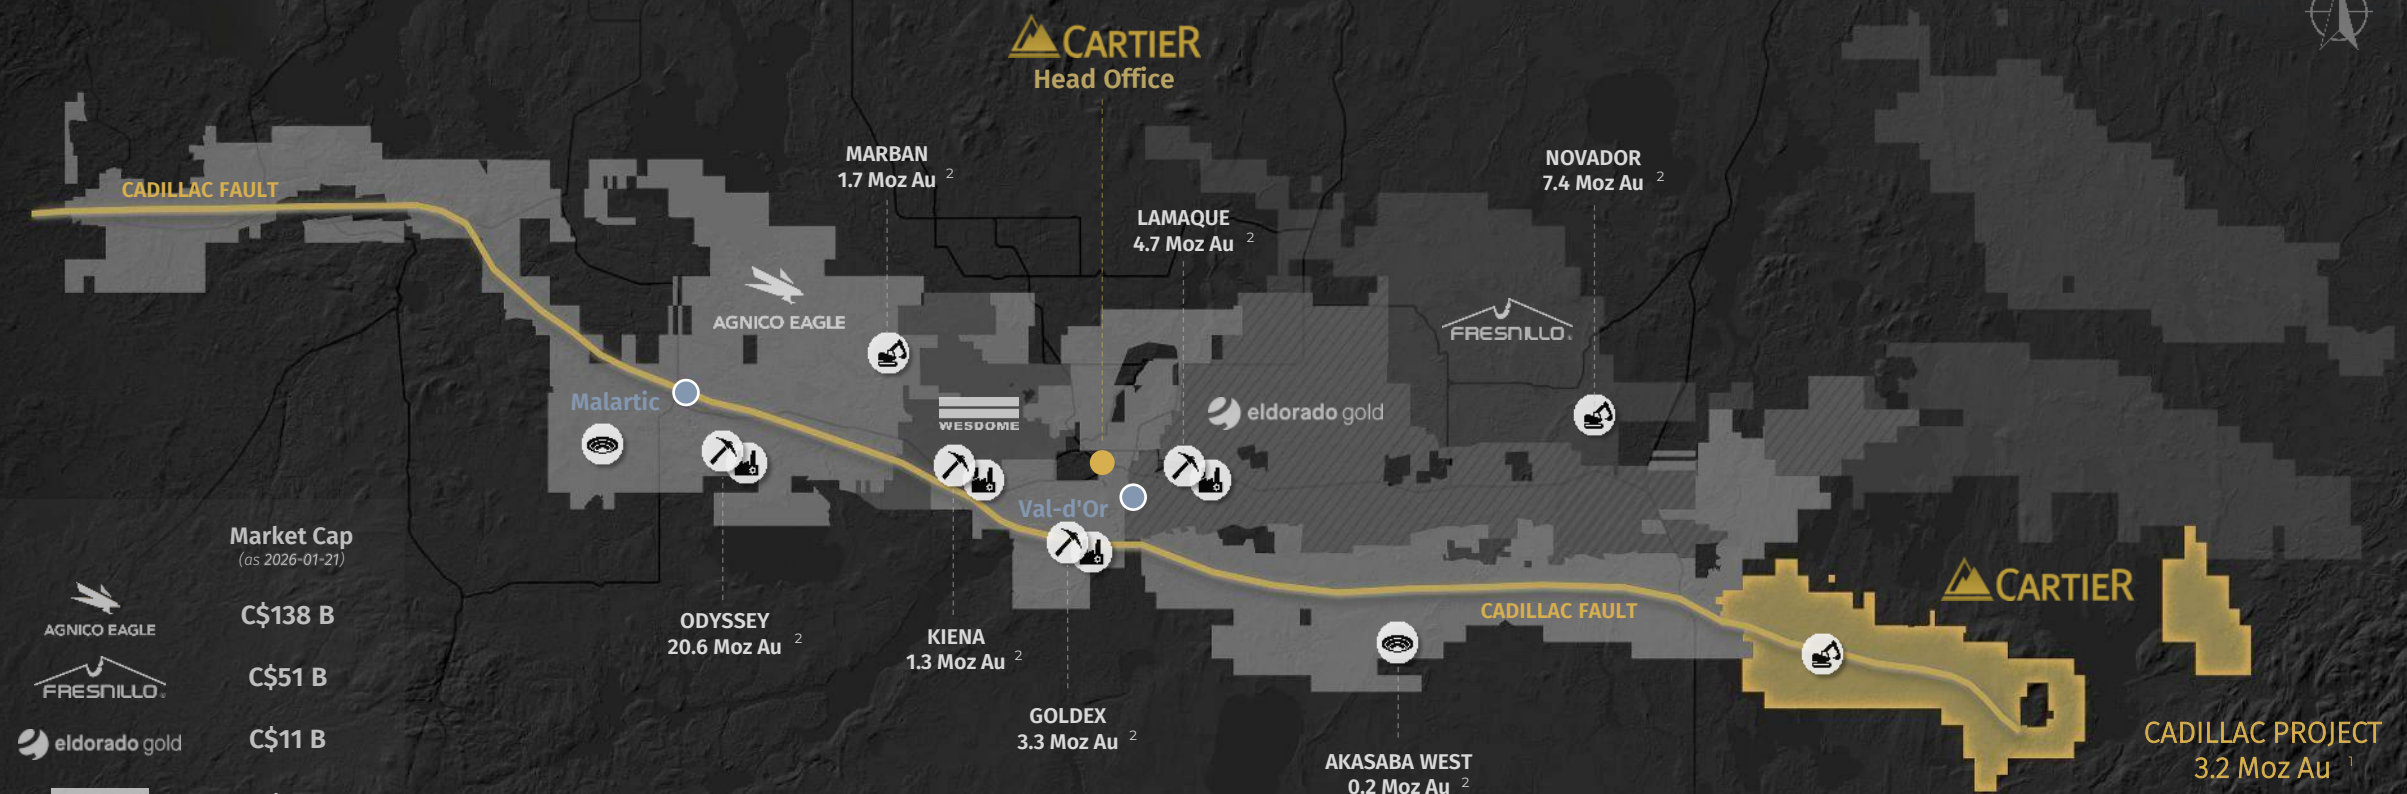 CARTIER
Head Office
MARBAN
1.7 Moz Au 2
NOVADOR
7.4 Moz Au 2
CADILLAC FAULT
LAMAQUE
4.7 Moz Au 2
AGNICO EAGLE
FRESNILLO
Malartic
WESDOME
eldorado gold
Val-d'Or
Market Cap
(as 2026-01-21)
CARTIER
AGNICO EAGLE
C$138 B
CADILLAC FAULT
ODYSSEY
20.6 Moz Au 2
KIENA
1.3 Moz Au 2
FRESNILLO
C$51 B
GOLDEX
3.3 Moz Au 2
eldorado gold
C$11 B
CADILLAC PROJECT
3.2 Moz Au 1
AKASABA WEST
0.2 Moz Au 2